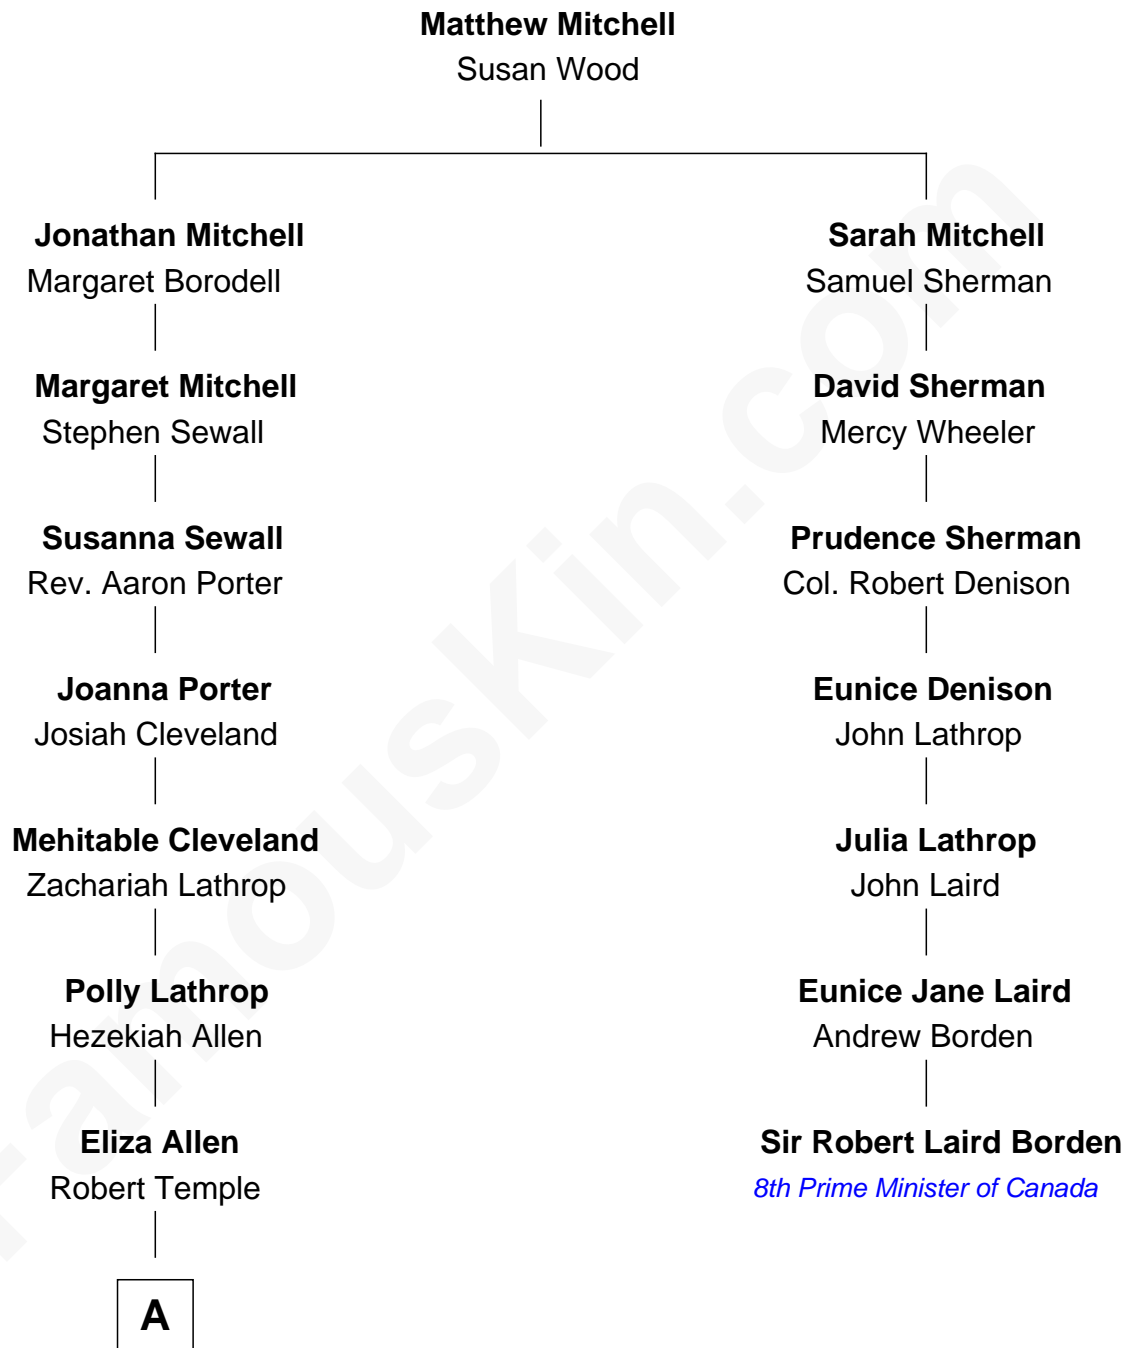 Matthew Mitchell
Susan Wood
Jonathan Mitchell
Margaret Borodell
Sarah Mitchell
Samuel Sherman
Margaret Mitchell
Stephen Sewall
David Sherman
Mercy Wheeler
Susanna Sewall
Rev. Aaron Porter
Prudence Sherman
Col. Robert Denison
Joanna Porter
Josiah Cleveland
Eunice Denison
John Lathrop
Mehitable Cleveland
Zachariah Lathrop
Julia Lathrop
John Laird
Polly Lathrop
Hezekiah Allen
Eunice Jane Laird
Andrew Borden
Eliza Allen
Robert Temple
Sir Robert Laird Borden
8th Prime Minister of Canada
A
FamousKin.com